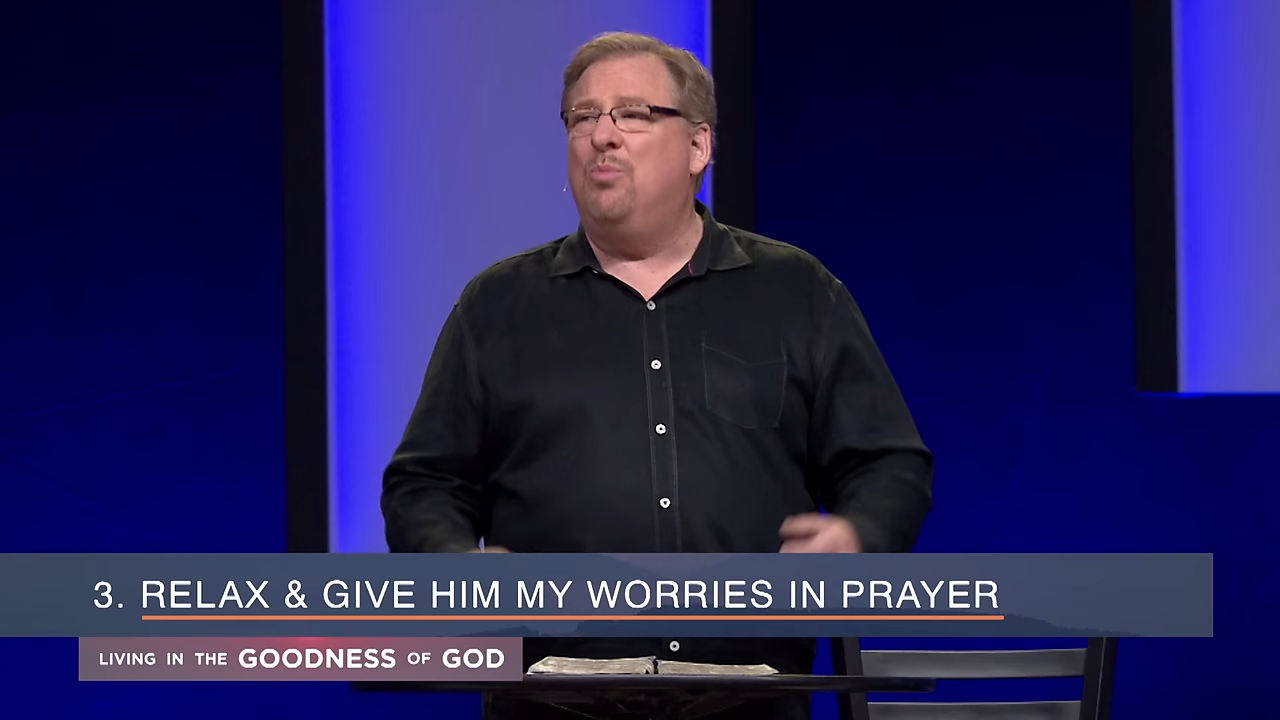 3. RELAX & GIVE HIM MY WORRIES IN PRAYER
LIVING IN THE GOODNESS OF GOD